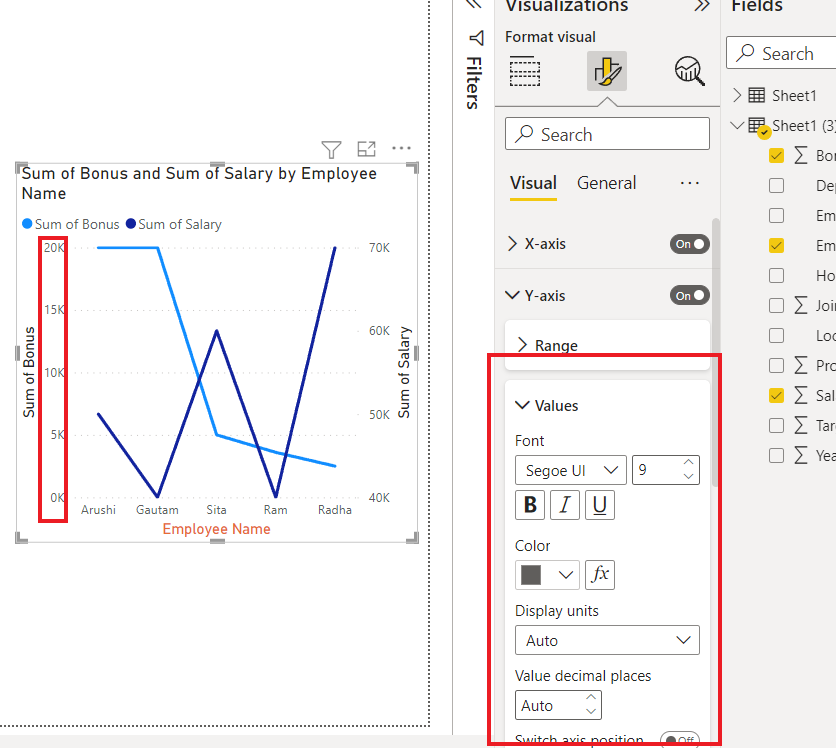 Visualizations
Fields
Format visual
Filters
Search
Search
Visual General
Sheet1
Sheet1 (3)
Sum of Bonus and Sum of Salary by Employee
Name
Sum of Bonus Sum of Salary
20K
15K
10K
5K
0K
70K
60K
50K
40K
Sum of Bonus
Sum of Salary
Arushi Gautam Sita Ram Radha
Employee Name
X-axis On
Y-axis On
Range
Values
Font
Segoe UI 9
B I U
Color
fx
Display units
Auto
Value decimal places
Auto
Switch axis position Off
Bo
De
Em
Em
Ho
Joi
Lo
Pro
Sal
Tar
Yea